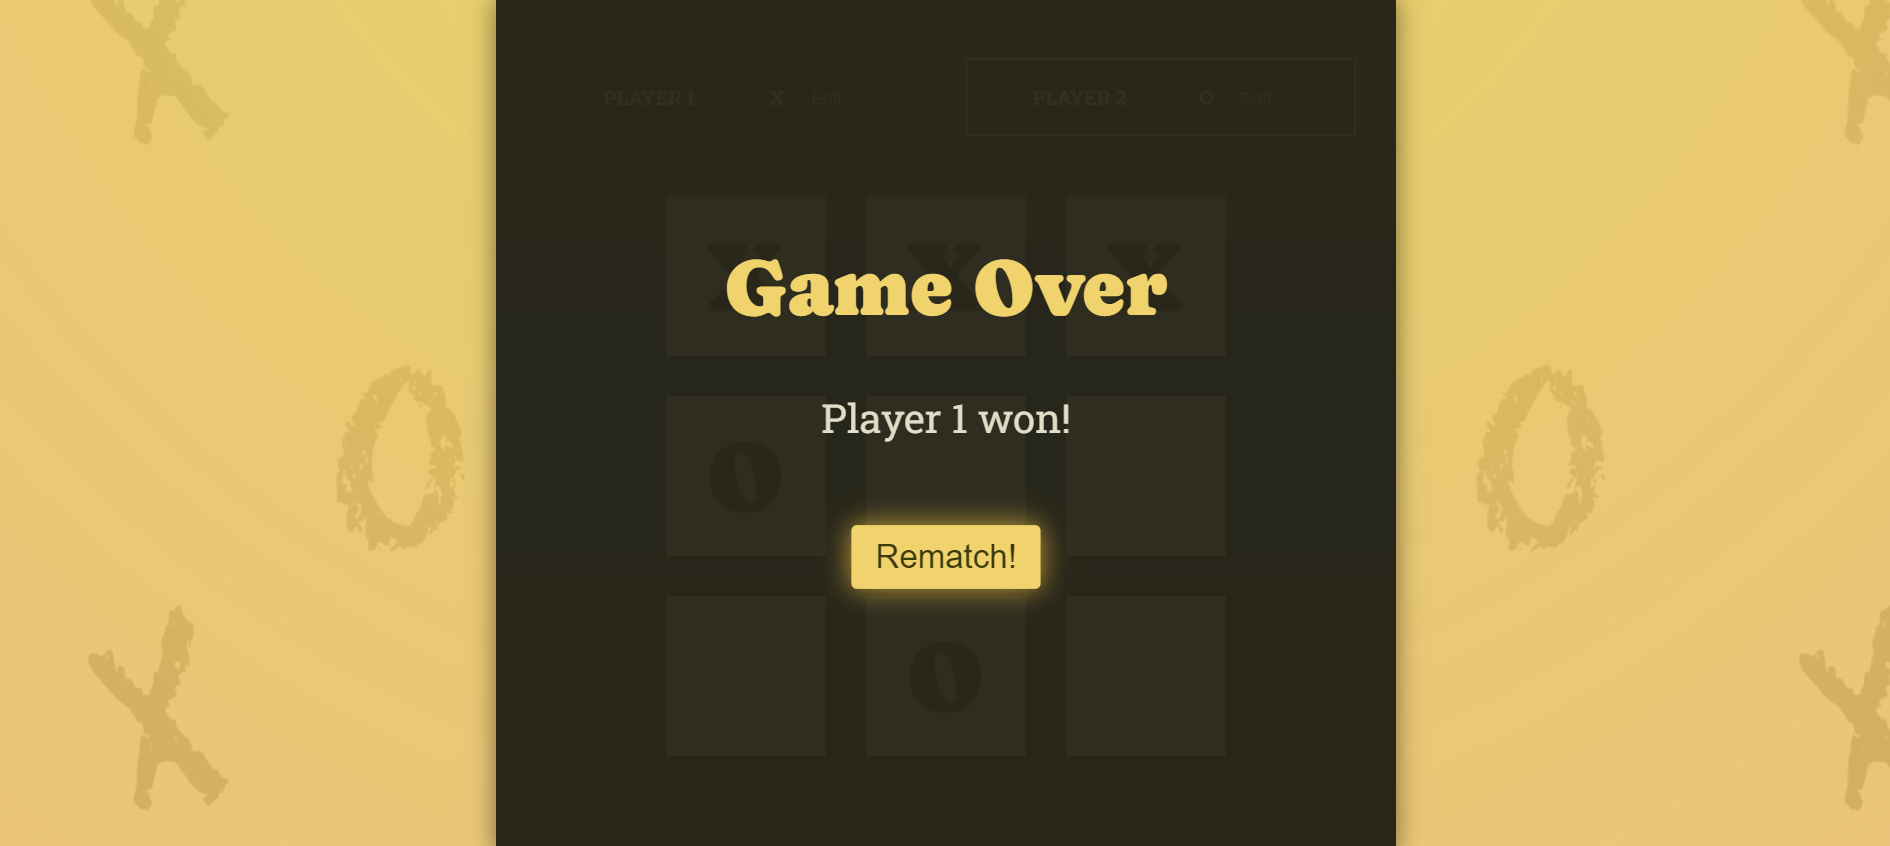 PLAYER 1 X Edit PLAYER 2 O Edit
X X X
Game Over
Player 1 won!
O
Rematch!
O